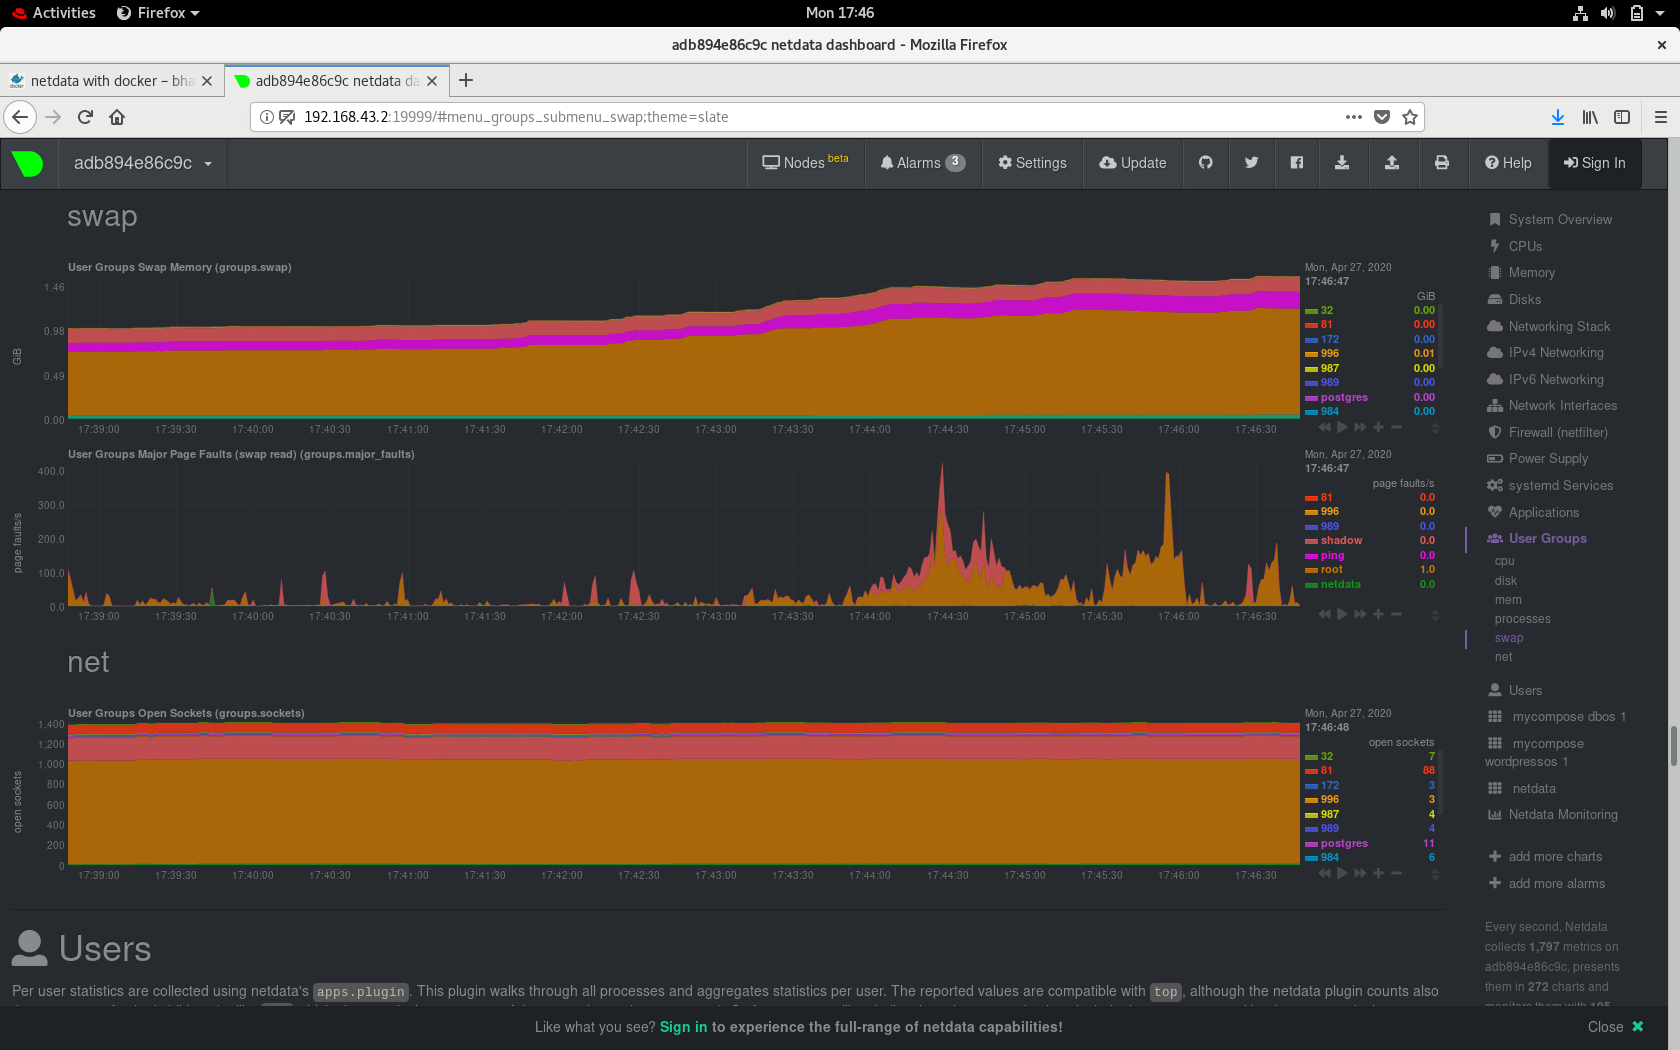 Activities Firefox Mon 17:46
adb894e86c9c netdata dashboard - Mozilla Firefox
netdata with docker – bha adb894e86c9c netdata da
192.168.43.2:19999/#menu_groups_submenu_swap;theme=slate
adb894e86c9c Nodes beta Alarms 3 Settings Update Help Sign In
swap
User Groups Swap Memory (groups.swap)
GiB
1.46
0.98
0.49
0.00
17:39:00 17:39:30 17:40:00 17:40:30 17:41:00 17:41:30 17:42:00 17:42:30 17:43:00 17:43:30 17:44:00 17:44:30 17:45:00 17:45:30 17:46:00 17:46:30
Mon, Apr 27, 2020
17:46:47
GiB
32 0.00
81 0.00
172 0.00
996 0.01
987 0.00
989 0.00
postgres 0.00
984 0.00
User Groups Major Page Faults (swap read) (groups.major_faults)
page faults/s
400.0
300.0
200.0
100.0
0.0
17:39:00 17:39:30 17:40:00 17:40:30 17:41:00 17:41:30 17:42:00 17:42:30 17:43:00 17:43:30 17:44:00 17:44:30 17:45:00 17:45:30 17:46:00 17:46:30
Mon, Apr 27, 2020
17:46:47
page faults/s
81 0.0
996 0.0
989 0.0
shadow 0.0
ping 0.0
root 1.0
netdata 0.0
net
User Groups Open Sockets (groups.sockets)
open sockets
1,400
1,200
1,000
800
600
400
200
0
17:39:00 17:39:30 17:40:00 17:40:30 17:41:00 17:41:30 17:42:00 17:42:30 17:43:00 17:43:30 17:44:00 17:44:30 17:45:00 17:45:30 17:46:00 17:46:30
Mon, Apr 27, 2020
17:46:48
open sockets
32 7
81 88
172 3
996 3
987 4
989 4
postgres 11
984 6
Users
Per user statistics are collected using netdata's apps.plugin. This plugin walks through all processes and aggregates statistics per user. The reported values are compatible with top, although the netdata plugin counts also
System Overview
CPUs
Memory
Disks
Networking Stack
IPv4 Networking
IPv6 Networking
Network Interfaces
Firewall (netfilter)
Power Supply
systemd Services
Applications
User Groups
cpu
disk
mem
processes
swap
net
Users
mycompose dbos 1
mycompose
wordpressos 1
netdata
Netdata Monitoring
add more charts
add more alarms
Every second, Netdata
collects 1,797 metrics on
adb894e86c9c, presents
them in 272 charts and
Like what you see? Sign in to experience the full-range of netdata capabilities!
Close